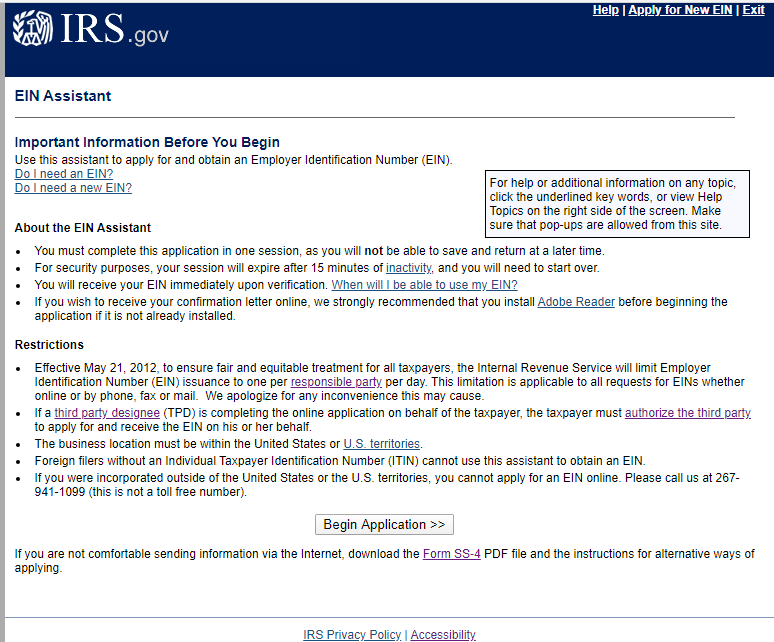 IRS.gov
Help | Apply for New EIN | Exit
EIN Assistant
Important Information Before You Begin
Use this assistant to apply for and obtain an Employer Identification Number (EIN).
Do I need an EIN?
Do I need a new EIN?
For help or additional information on any topic,
click the underlined key words, or view Help
Topics on the right side of the screen. Make
sure that pop-ups are allowed from this site.
About the EIN Assistant
• You must complete this application in one session, as you will not be able to save and return at a later time.
• For security purposes, your session will expire after 15 minutes of inactivity, and you will need to start over.
• You will receive your EIN immediately upon verification. When will I be able to use my EIN?
• If you wish to receive your confirmation letter online, we strongly recommended that you install Adobe Reader before beginning the
application if it is not already installed.
Restrictions
• Effective May 21, 2012, to ensure fair and equitable treatment for all taxpayers, the Internal Revenue Service will limit Employer
Identification Number (EIN) issuance to one per responsible party per day. This limitation is applicable to all requests for EINs whether
online or by phone, fax or mail. We apologize for any inconvenience this may cause.
• If a third party designee (TPD) is completing the online application on behalf of the taxpayer, the taxpayer must authorize the third party
to apply for and receive the EIN on his or her behalf.
• The business location must be within the United States or U.S. territories.
• Foreign filers without an Individual Taxpayer Identification Number (ITIN) cannot use this assistant to obtain an EIN.
• If you were incorporated outside of the United States or the U.S. territories, you cannot apply for an EIN online. Please call us at 267-
941-1099 (this is not a toll free number).
Begin Application >>
If you are not comfortable sending information via the Internet, download the Form SS-4 PDF file and the instructions for alternative ways of
applying.
IRS Privacy Policy | Accessibility